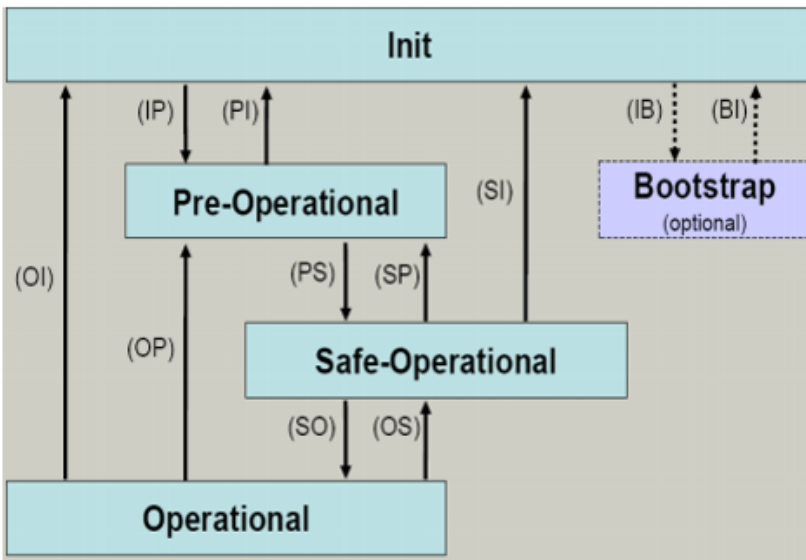 Init
(IP)
(PI)
(IB)
(BI)
Pre-Operational
(SI)
Bootstrap
(optional)
(OI)
(PS)
(SP)
(OP)
Safe-Operational
(SO)
(OS)
Operational